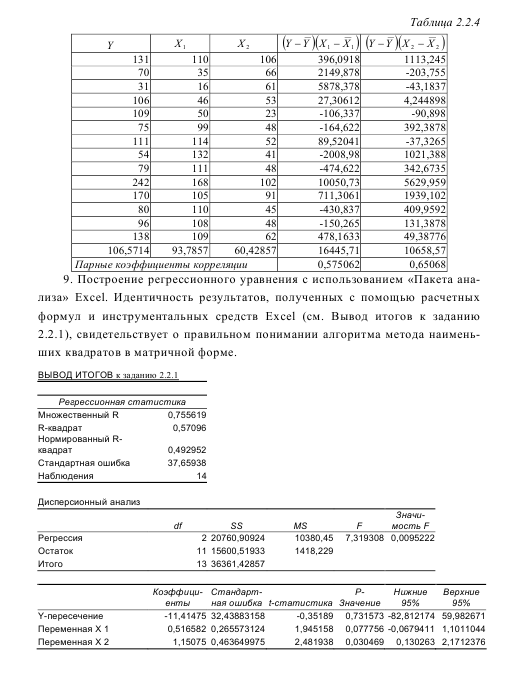 Таблица 2.2.4
Y X 1 X 2 (Y − Y)(X 1 − X 1) (Y − Y)(X 2 − X 2)
131 110 106 396,0918 1113,245
70 35 66 2149,878 -203,755
31 16 61 5878,378 -43,1837
106 46 53 27,30612 4,244898
109 50 23 -106,337 -90,898
75 99 48 -164,622 392,3878
111 114 52 89,52041 -37,3265
54 132 41 -2008,98 1021,388
79 111 48 -474,622 342,6735
242 168 102 10050,73 5629,959
170 105 91 711,3061 1939,102
80 110 45 -430,837 409,9592
96 108 48 -150,265 131,3878
138 109 62 478,1633 49,38776
106,5714 93,7857 60,42857 16445,71 10658,57
Парные коэффициенты корреляции 0,575062 0,65068
9. Построение регрессионного уравнения с использованием «Пакета ана-
лиза» Excel. Идентичность результатов, полученных с помощью расчетных
формул и инструментальных средств Excel (см. Вывод итогов к заданию
2.2.1), свидетельствует о правильном понимании алгоритма метода наимень-
ших квадратов в матричной форме.
ВЫВОД ИТОГОВ к заданию 2.2.1
Регрессионная статистика
Множественный R 0,755619
R-квадрат 0,57096
Нормированный R-
квадрат 0,492952
Стандартная ошибка 37,65938
Наблюдения 14
Дисперсионный анализ
df SS MS F Значи-
мость F
Регрессия 2 20760,90924 10380,45 7,319308 0,0095222
Остаток 11 15600,51933 1418,229
Итого 13 36361,42857
Коэффици- Стандарт- P- Нижние Верхние
енты ная ошибка t-статистика Значение 95% 95%
Y-пересечение -11,41475 32,43883158 -0,35189 0,731573 -82,812174 59,982671
Переменная X 1 0,516582 0,265573124 1,945158 0,077756 -0,0679411 1,1011044
Переменная X 2 1,15075 0,463649975 2,481938 0,030469 0,130263 2,1712376